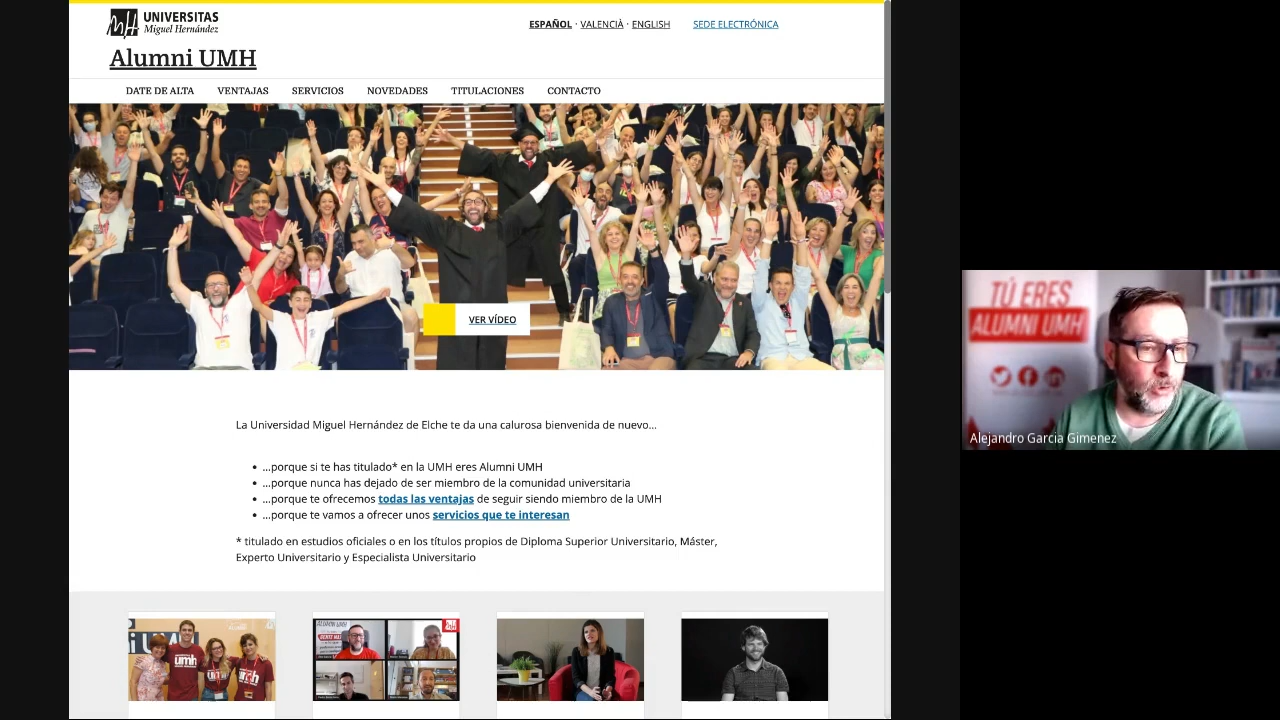 UNIVERSITAS
Miguel Hernández
ESPAÑOL · VALENCIÀ · ENGLISH
SEDE ELECTRÓNICA
Alumni UMH
DATE DE ALTA
VENTAJAS
SERVICIOS
NOVEDADES
TITULACIONES
CONTACTO
VER VÍDEO
La Universidad Miguel Hernández de Elche te da una calurosa bienvenida de nuevo...
• ...porque si te has titulado* en la UMH eres Alumni UMH
• ...porque nunca has dejado de ser miembro de la comunidad universitaria
• ...porque te ofrecemos todas las ventajas de seguir siendo miembro de la UMH
• ...porque te vamos a ofrecer unos servicios que te interesan
* titulado en estudios oficiales o en los títulos propios de Diploma Superior Universitario, Máster,
Experto Universitario y Especialista Universitario
umh
umh
TÚ ERES
ALUMNI UMH
Alejandro Garcia Gimenez